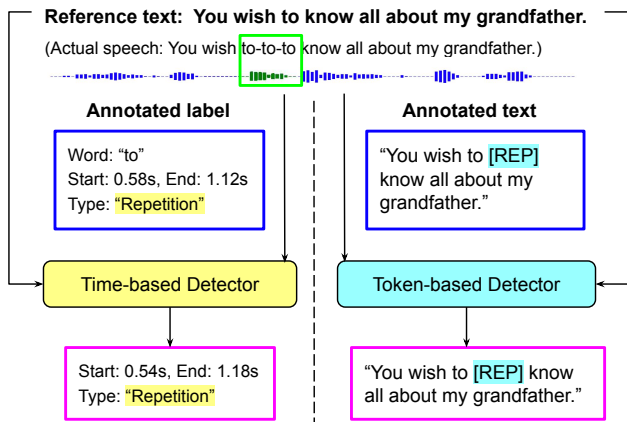 Reference text: You wish to know all about my grandfather.
(Actual speech: You wish to-to-to know all about my grandfather.)
Annotated label
Word: “to”
Start: 0.58s, End: 1.12s
Type: “Repetition”
Annotated text
“You wish to [REP]
know all about my
grandfather.”
Time-based Detector
Token-based Detector
Start: 0.54s, End: 1.18s
Type: “Repetition”
“You wish to [REP] know
all about my grandfather.”